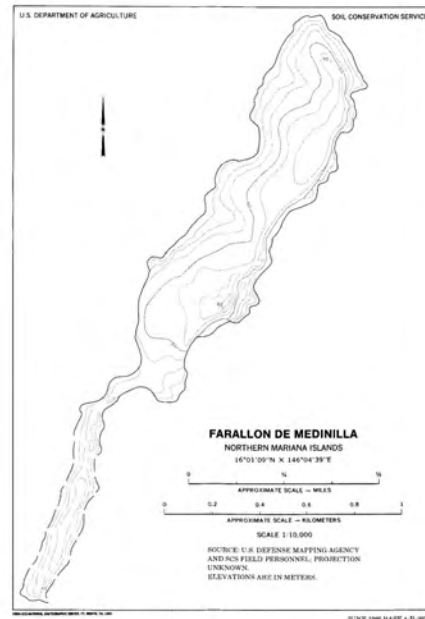 U.S. DEPARTMENT OF AGRICULTURE
SOIL CONSERVATION SERVICE
FARALLON DE MEDINILLA
NORTHERN MARIANA ISLANDS
16°01'09"N X 146°04'39"E
0 ¼ ½
APPROXIMATE SCALE — MILES
0 0.2 0.4 0.6 0.8 1
APPROXIMATE SCALE — KILOMETERS
SCALE 1:10,000
SOURCE: U.S. DEFENSE MAPPING AGENCY
AND SCS FIELD PERSONNEL; PROJECTION
UNKNOWN.
ELEVATIONS ARE IN METERS.